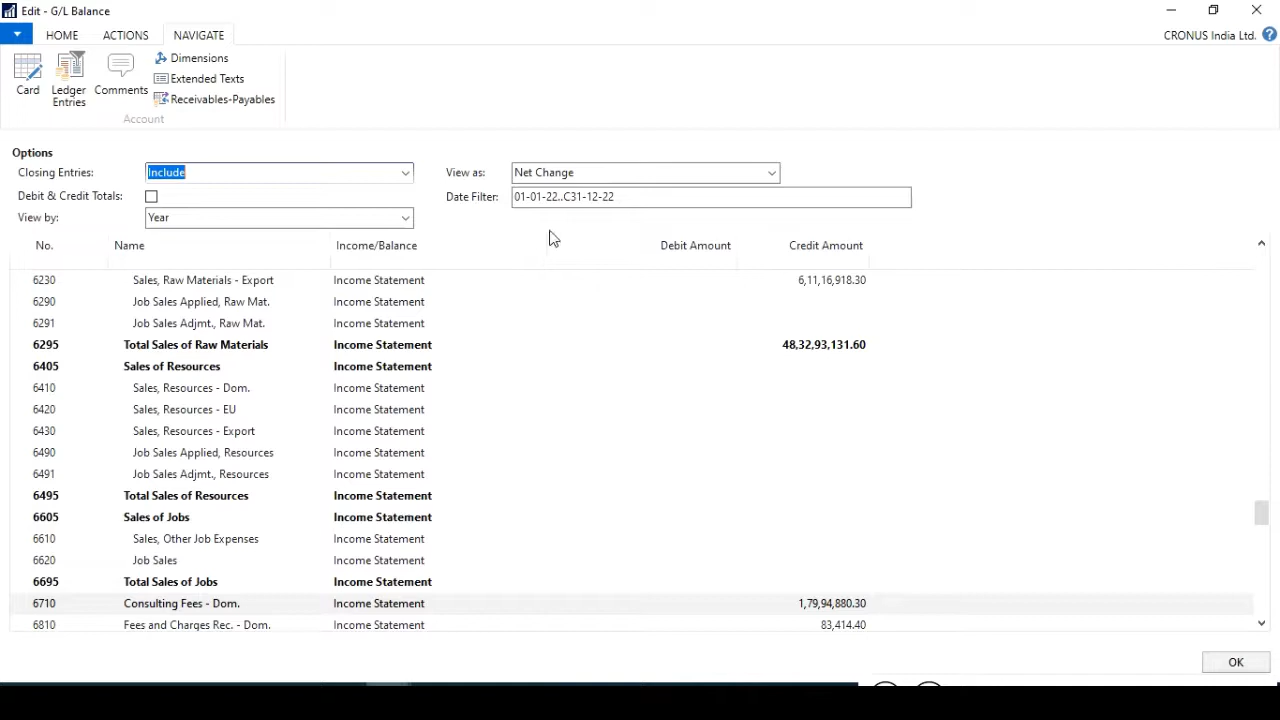 Edit - G/L Balance
HOME ACTIONS NAVIGATE CRONUS India Ltd. ?
Card Ledger Entries Comments Dimensions
Extended Texts
Receivables-Payables
Account
Options
Closing Entries: Include View as: Net Change
Debit & Credit Totals: Date Filter: 01-01-22..C31-12-22
View by: Year
No. Name Income/Balance Debit Amount Credit Amount
6230 Sales, Raw Materials - Export Income Statement 6,11,16,918.30
6290 Job Sales Applied, Raw Mat. Income Statement
6291 Job Sales Adjmt., Raw Mat. Income Statement
6295 Total Sales of Raw Materials Income Statement 48,32,93,131.60
6405 Sales of Resources Income Statement
6410 Sales, Resources - Dom. Income Statement
6420 Sales, Resources - EU Income Statement
6430 Sales, Resources - Export Income Statement
6490 Job Sales Applied, Resources Income Statement
6491 Job Sales Adjmt., Resources Income Statement
6495 Total Sales of Resources Income Statement
6605 Sales of Jobs Income Statement
6610 Sales, Other Job Expenses Income Statement
6620 Job Sales Income Statement
6695 Total Sales of Jobs Income Statement
6710 Consulting Fees - Dom. Income Statement 1,79,94,880.30
6810 Fees and Charges Rec. - Dom. Income Statement 83,414.40
OK